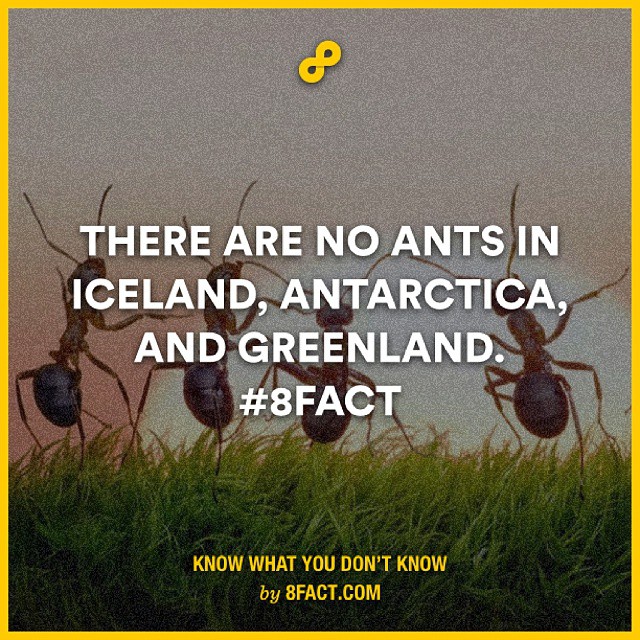 THERE ARE NO ANTS IN
ICELAND, ANTARCTICA,
AND GREENLAND.
#8FACT
KNOW WHAT YOU DON'T KNOW
by 8FACT.COM